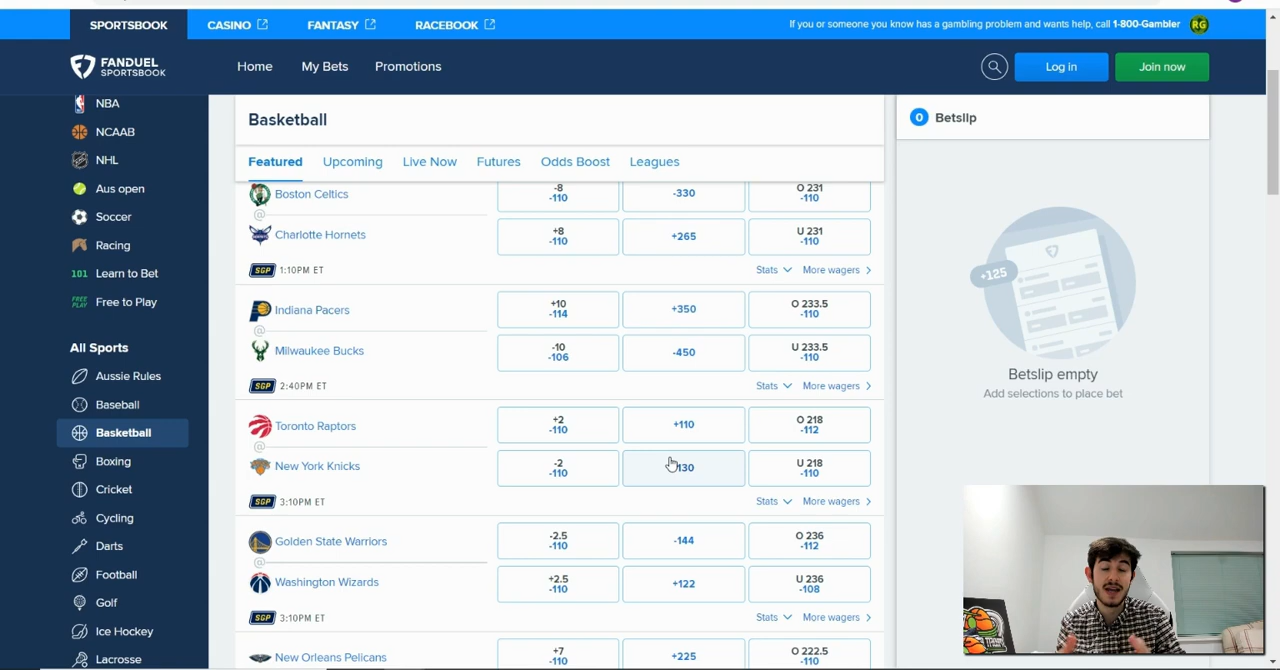 SPORTSBOOK CASINO FANTASY RACEBOOK If you or someone you know has a gambling problem and wants help, call 1-800-Gambler RG
FANDUEL
SPORTSBOOK
Home My Bets Promotions Log in Join now
NBA
NCAAB
NHL
Aus open
Soccer
Racing
101 Learn to Bet
FREE PLAY Free to Play
All Sports
Aussie Rules
Baseball
Basketball
Boxing
Cricket
Cycling
Darts
Football
Golf
Ice Hockey
Lacrosse
Basketball
Featured Upcoming Live Now Futures Odds Boost Leagues
Boston Celtics -8 -110 -330 O 231 -110
@
Charlotte Hornets +8 -110 +265 U 231 -110
SGP 1:10PM ET Stats More wagers
Indiana Pacers +10 -114 +350 O 233.5 -110
@
Milwaukee Bucks -10 -106 -450 U 233.5 -110
SGP 2:40PM ET Stats More wagers
Toronto Raptors +2 -110 +110 O 218 -112
@
New York Knicks -2 -110 130 U 218 -110
SGP 3:10PM ET Stats More wagers
Golden State Warriors -2.5 -110 -144 O 236 -112
@
Washington Wizards +2.5 -110 +122 U 236 -108
SGP 3:10PM ET Stats More wagers
New Orleans Pelicans +7 -110 +225 O 222.5 -110
0 Betslip
+125
Betslip empty
Add selections to place bet